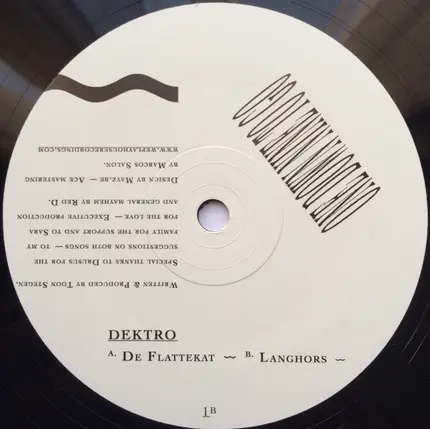 DEKTRO
A. De Flattekat ~ B. Langhors ~
1B
Written & Produced by Toon Stegen.
Special thanks to Drusus for the
suggestions on both songs — to my
family for the support and to Sara
for the love — Executive production
and general mayhem by Red D.
Design by Mayz.be — Ace mastering
by Marcos Salon.
www.weplayhouserecordings.com